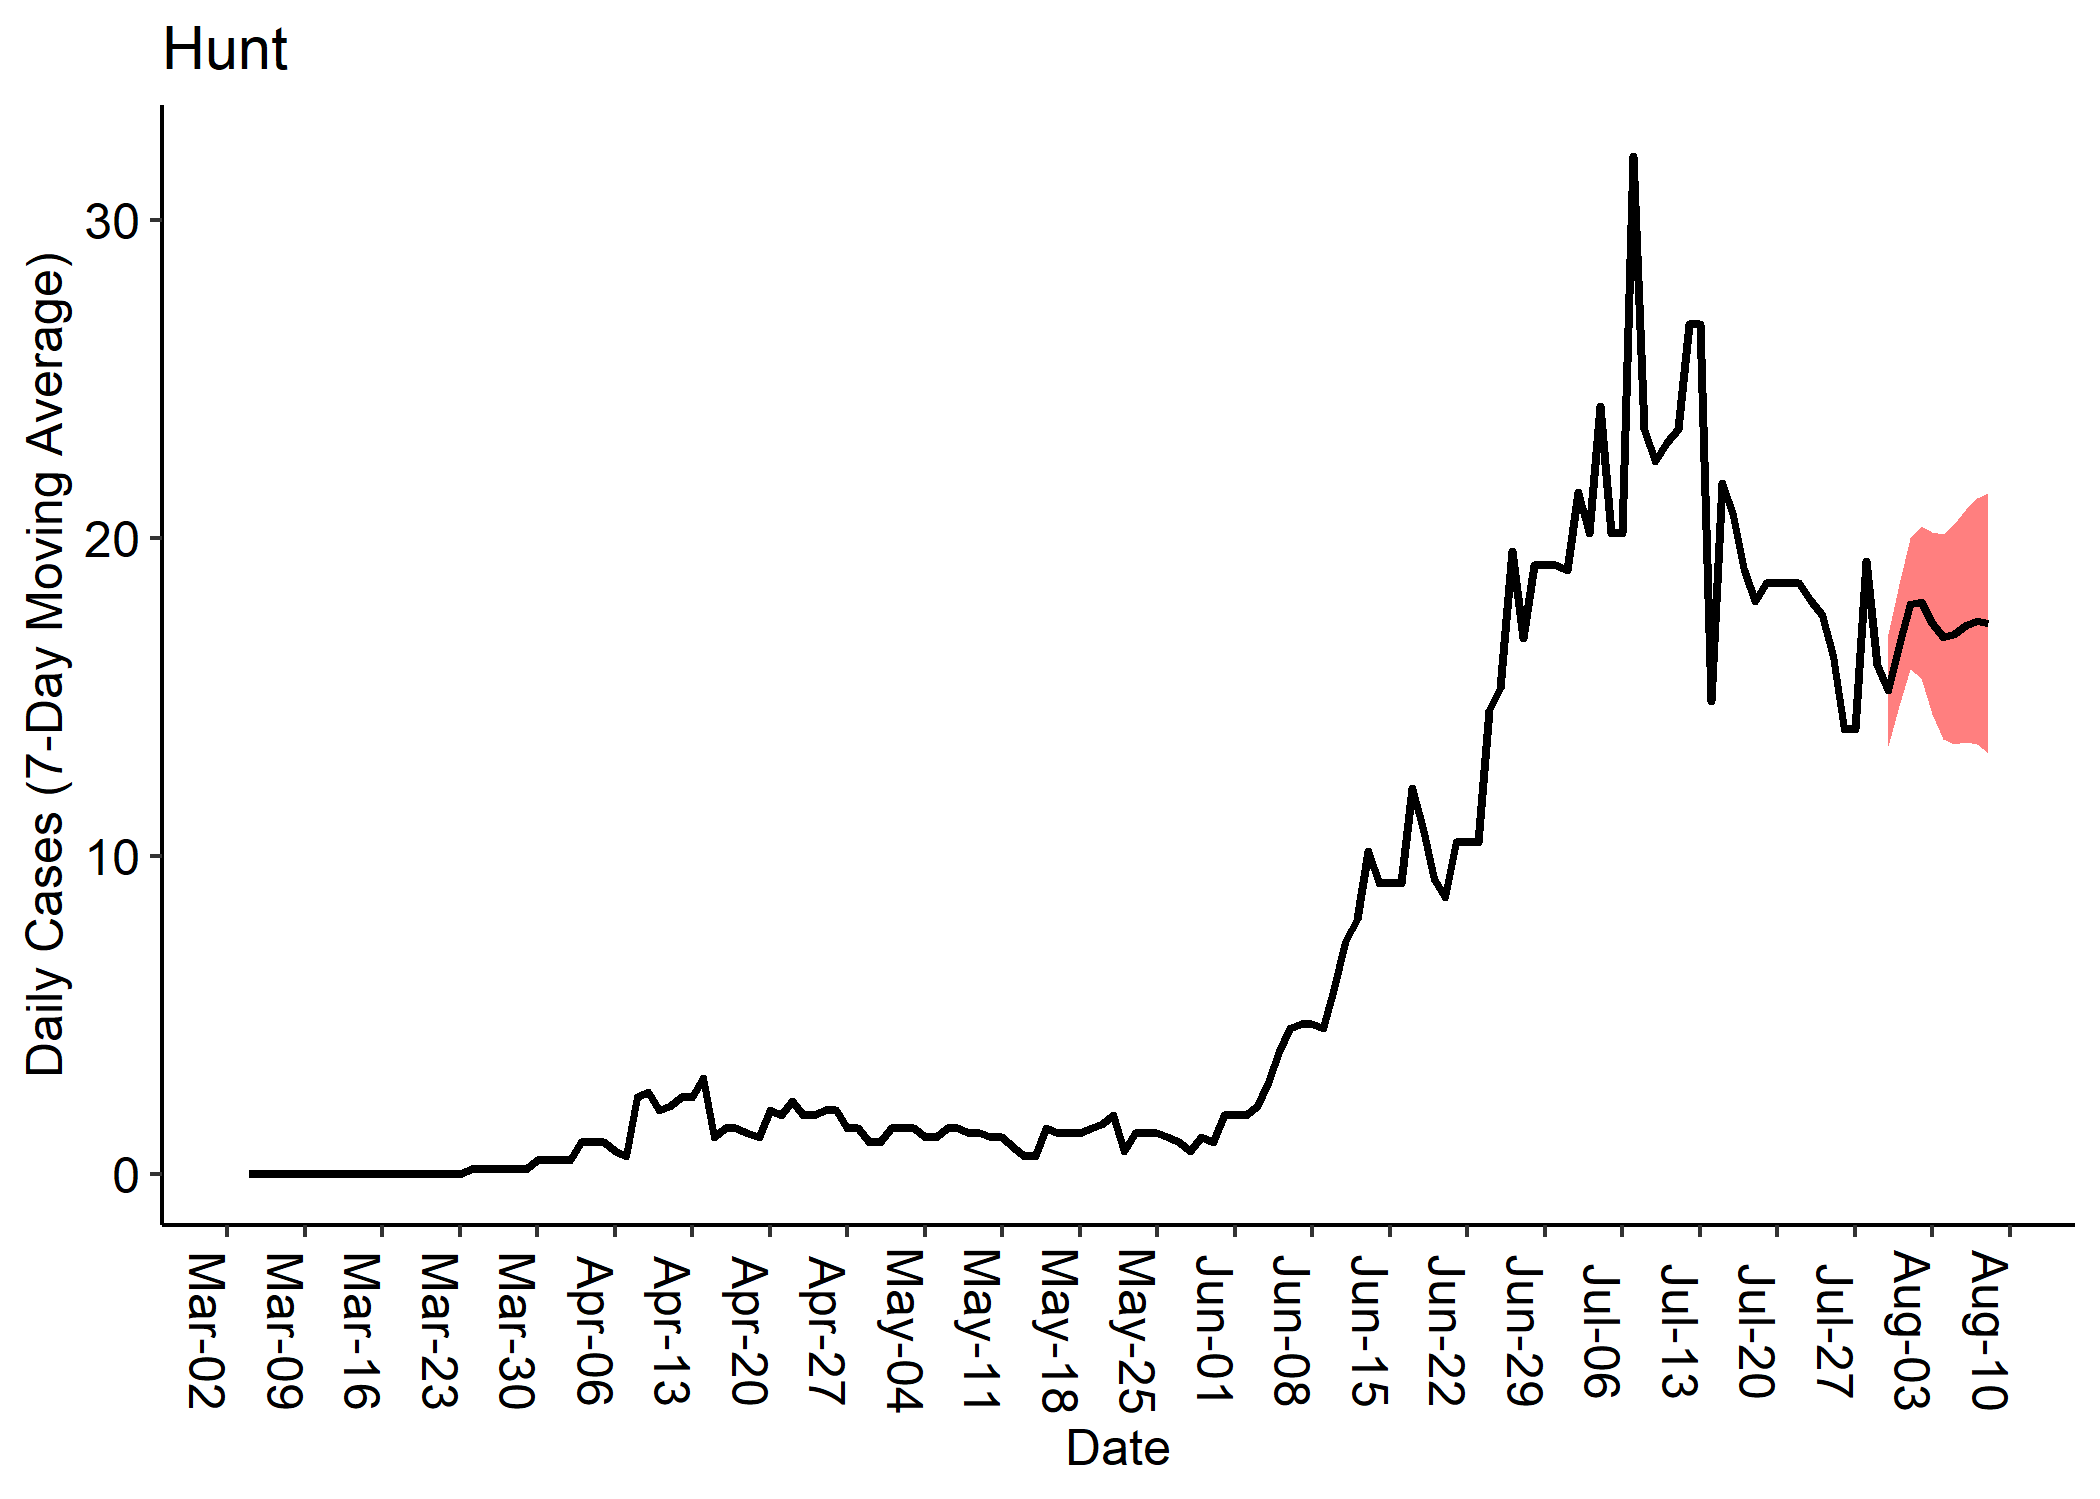 Hunt
Daily Cases (7-Day Moving Average)
30
20
10
0
Mar-02
Mar-09
Mar-16
Mar-23
Mar-30
Apr-06
Apr-13
Apr-20
Apr-27
May-04
May-11
May-18
May-25
Jun-01
Jun-08
Jun-15
Jun-22
Jun-29
Jul-06
Jul-13
Jul-20
Jul-27
Aug-03
Aug-10
Date